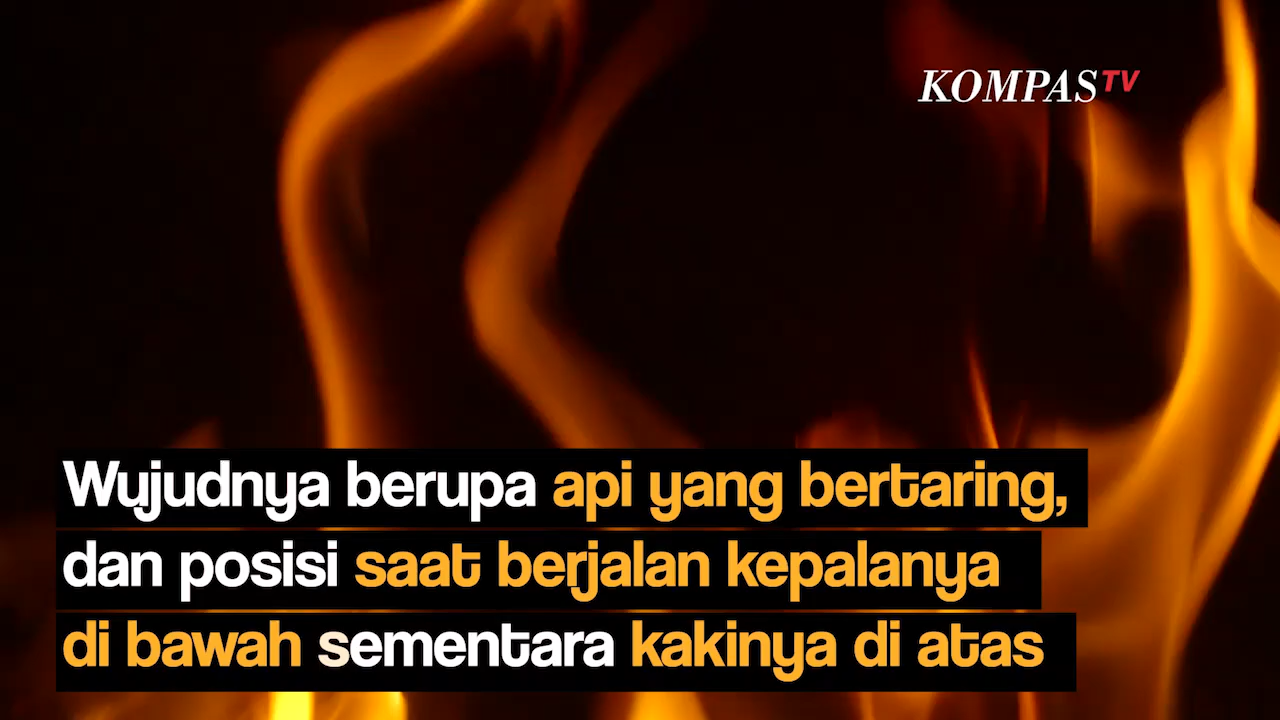 KOMPASTV
Wujudnya berupa api yang bertaring,
dan posisi saat berjalan kepalanya
di bawah sementara kakinya di atas